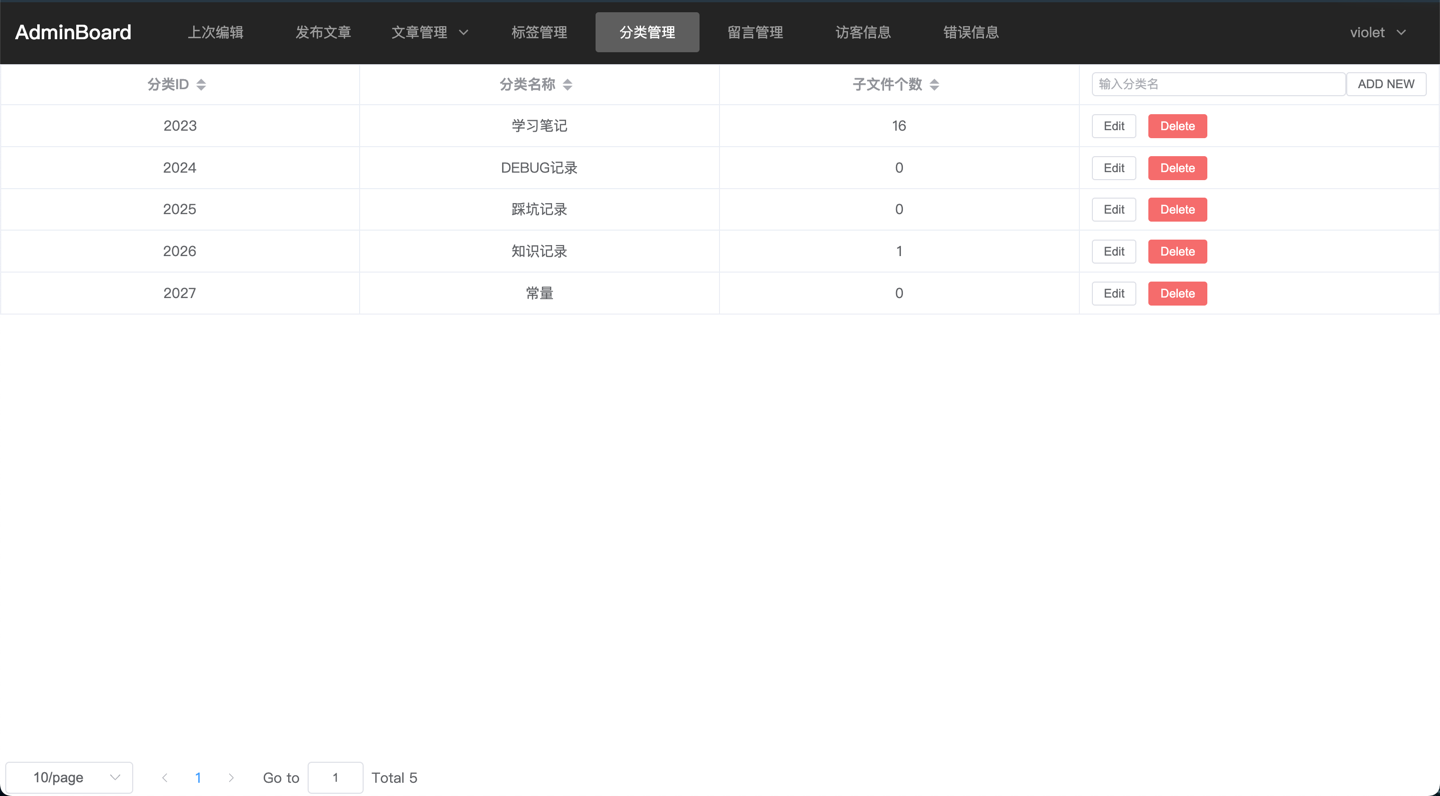 AdminBoard 上次编辑 发布文章 文章管理 标签管理 分类管理 留言管理 访客信息 错误信息 violet
分类ID 分类名称 子文件个数 输入分类名 ADD NEW
2023 学习笔记 16 Edit Delete
2024 DEBUG记录 0 Edit Delete
2025 踩坑记录 0 Edit Delete
2026 知识记录 1 Edit Delete
2027 常量 0 Edit Delete
10/page 1 Go to 1 Total 5